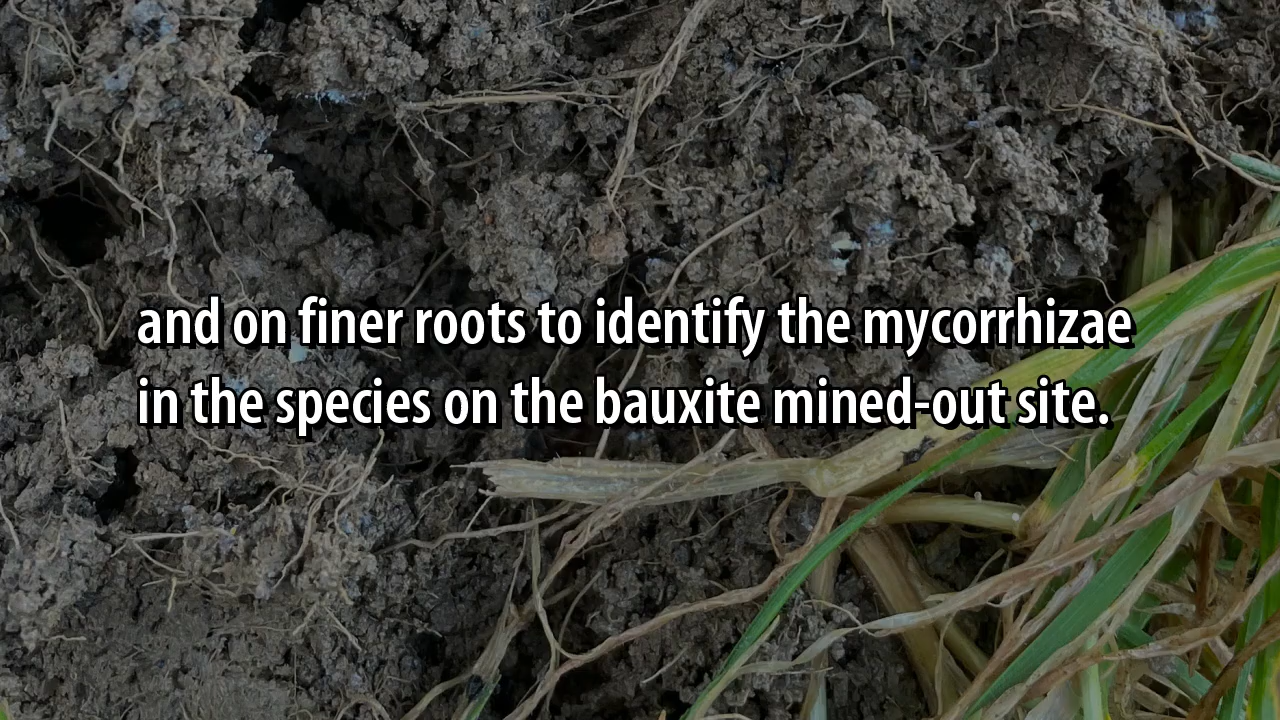 and on finer roots to identify the mycorrhizae
in the species on the bauxite mined-out site.